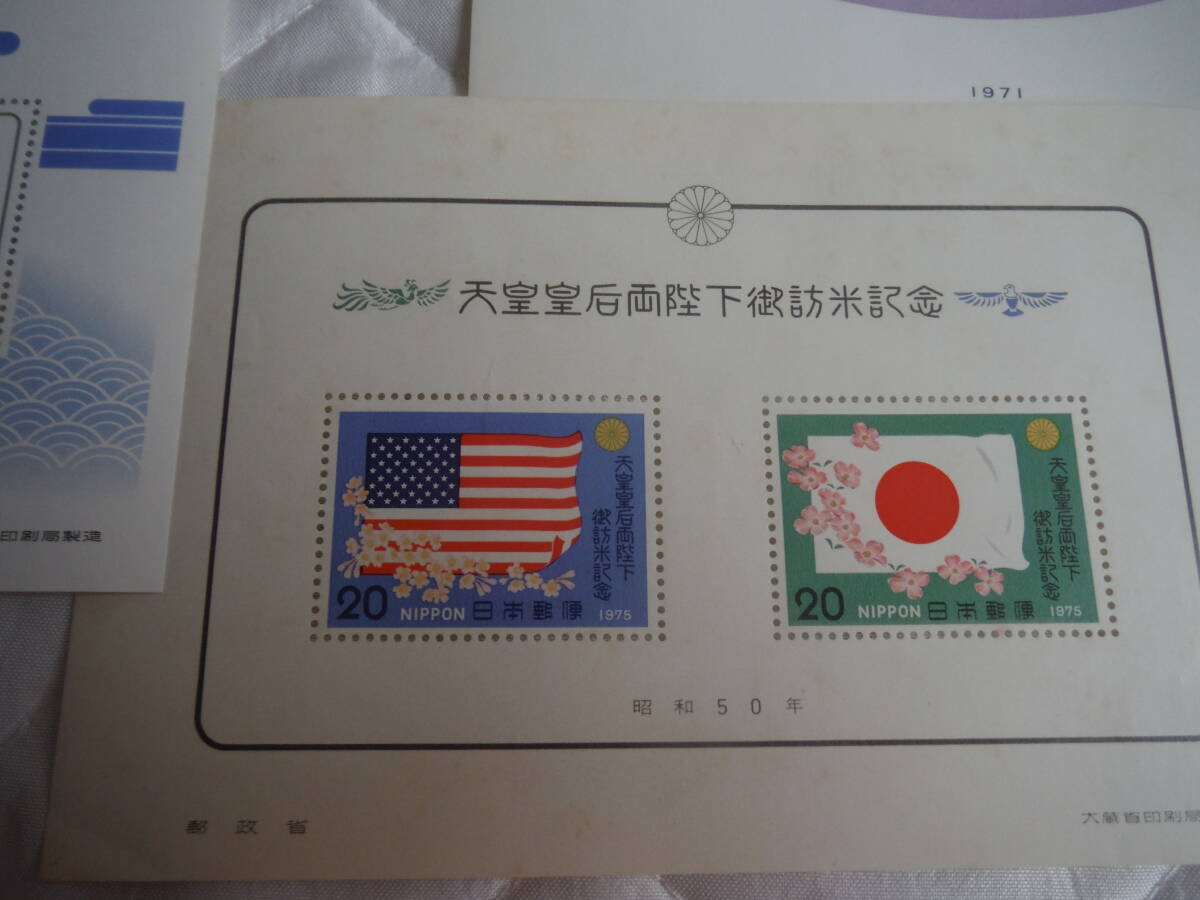 1971
印刷局製造
天皇皇后両陛下御訪米記念
天皇皇后両陛下
御訪米記念
20 NIPPON 日本郵便 1975
天皇皇后両陛下
御訪米記念
20 NIPPON 日本郵便 1975
昭和50年
郵政省
大蔵省印刷局